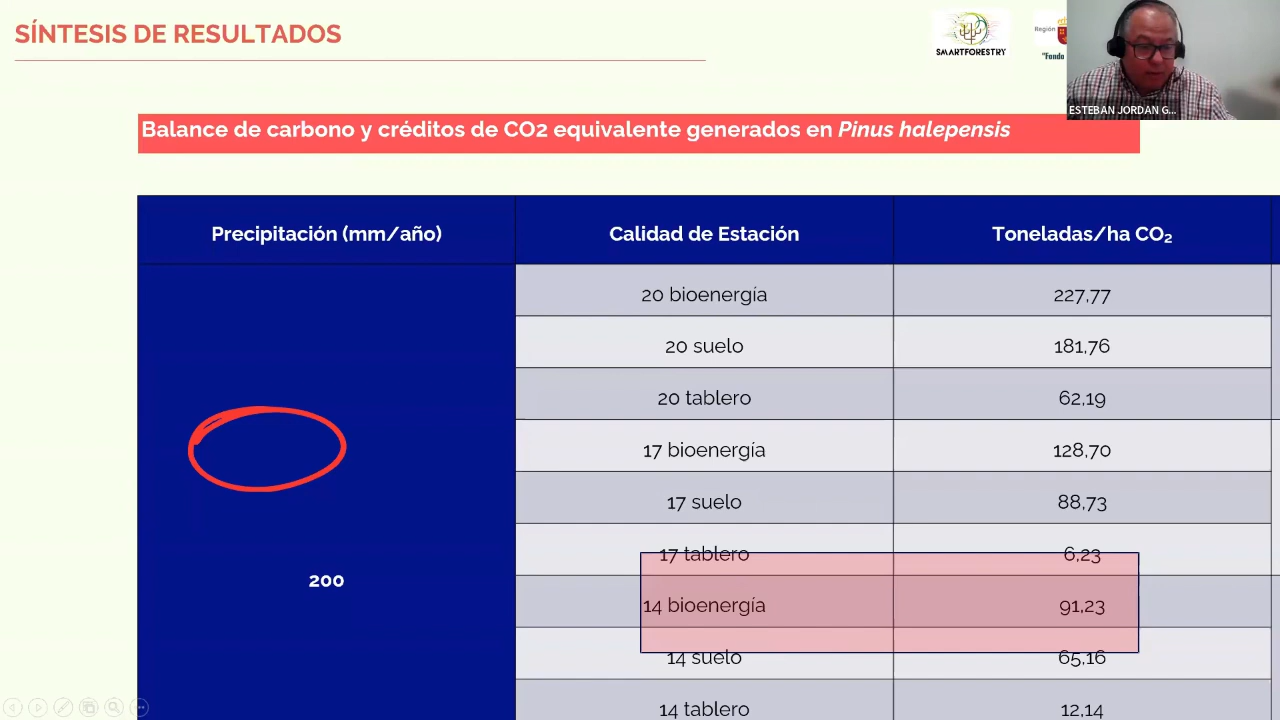 SÍNTESIS DE RESULTADOS
SMARTFORESTRY
Región
"Fondo
ESTEBAN JORDAN G...
Balance de carbono y créditos de CO2 equivalente generados en Pinus halepensis
Precipitación (mm/año) Calidad de Estación Toneladas/ha CO₂
20 bioenergía 227,77
20 suelo 181,76
20 tablero 62,19
17 bioenergía 128,70
17 suelo 88,73
17 tablero 6,23
200
14 bioenergía 91,23
14 suelo 65,16
14 tablero 12,14